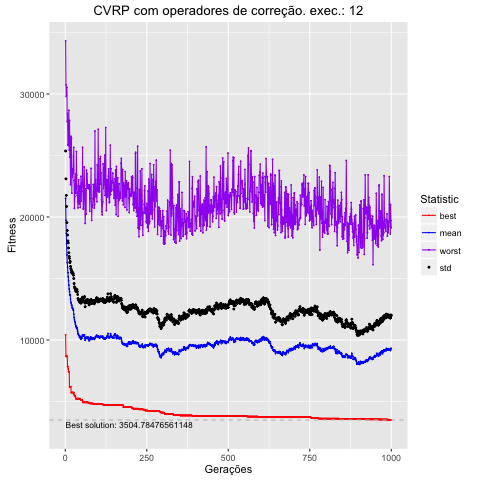 CVRP com operadores de correção. exec.: 12
Fitness
30000
20000
10000
Best solution: 3504.78476561148
0
250
500
750
1000
Gerações
Statistic
best
mean
worst
std